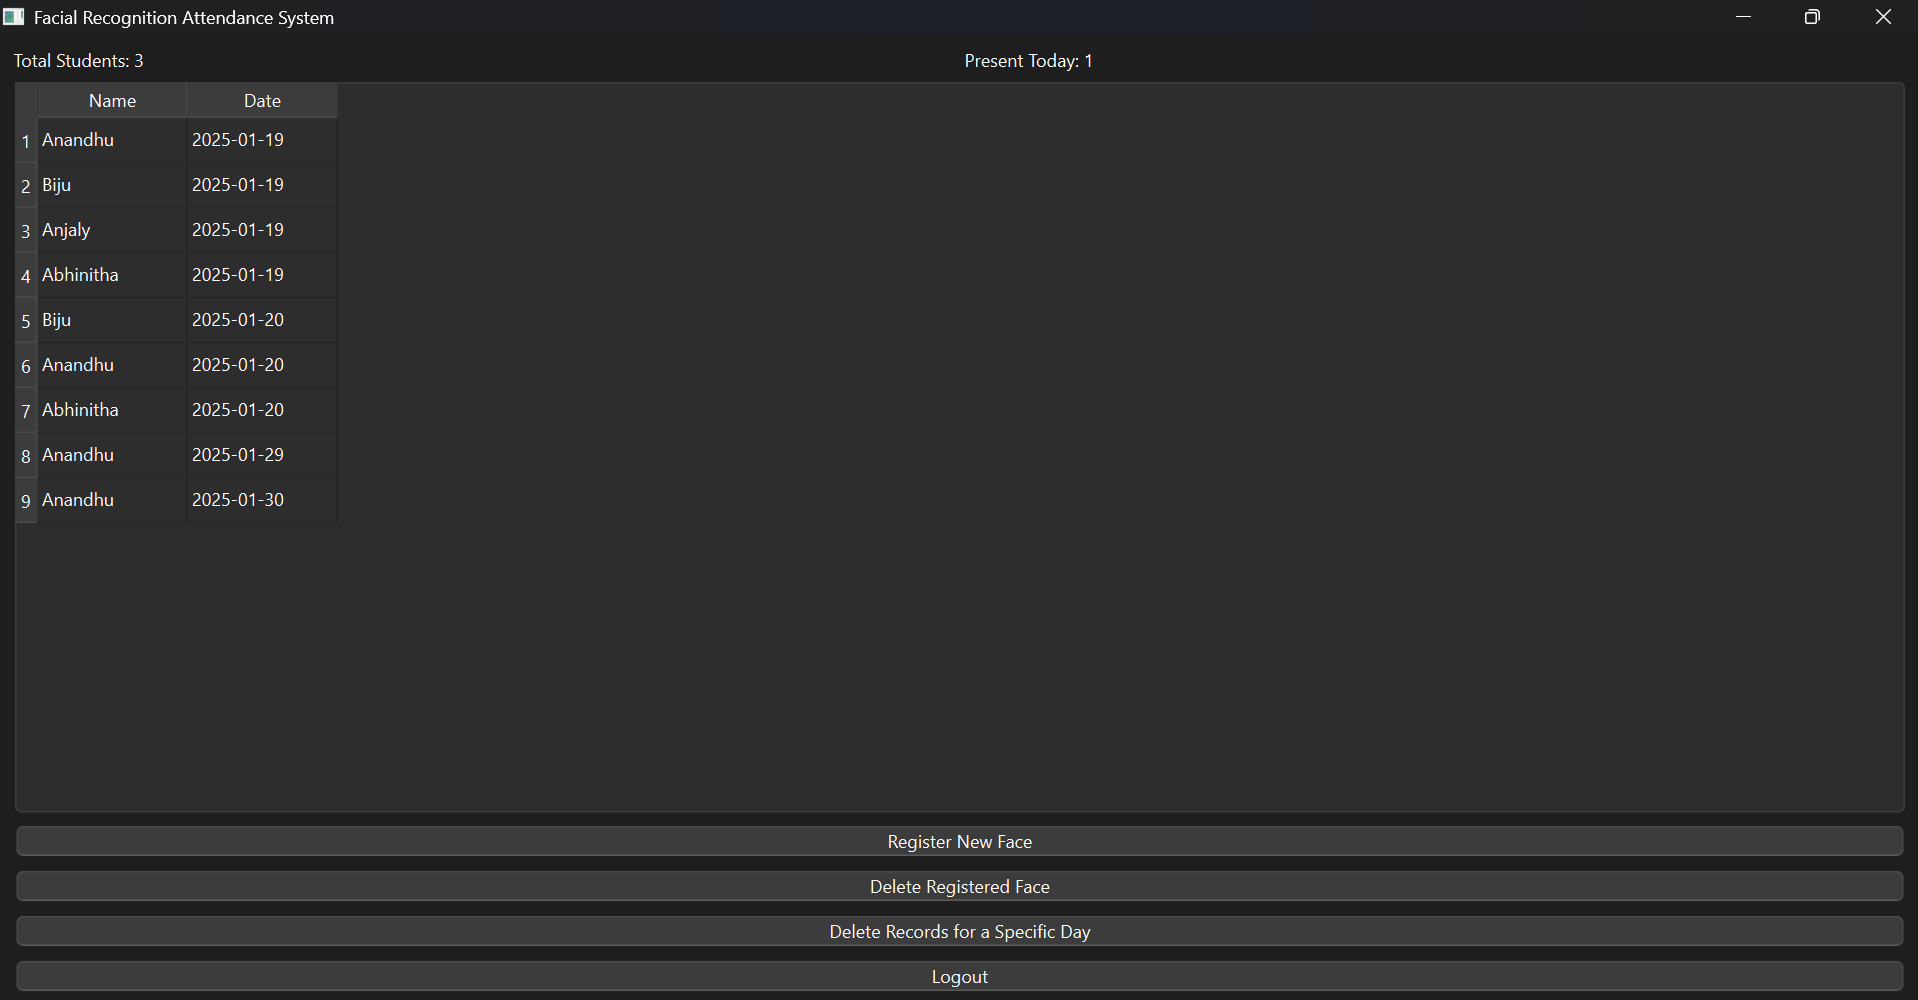 Facial Recognition Attendance System
Total Students: 3 Present Today: 1
Name Date
1 Anandhu 2025-01-19
2 Biju 2025-01-19
3 Anjaly 2025-01-19
4 Abhinitha 2025-01-19
5 Biju 2025-01-20
6 Anandhu 2025-01-20
7 Abhinitha 2025-01-20
8 Anandhu 2025-01-29
9 Anandhu 2025-01-30
Register New Face
Delete Registered Face
Delete Records for a Specific Day
Logout